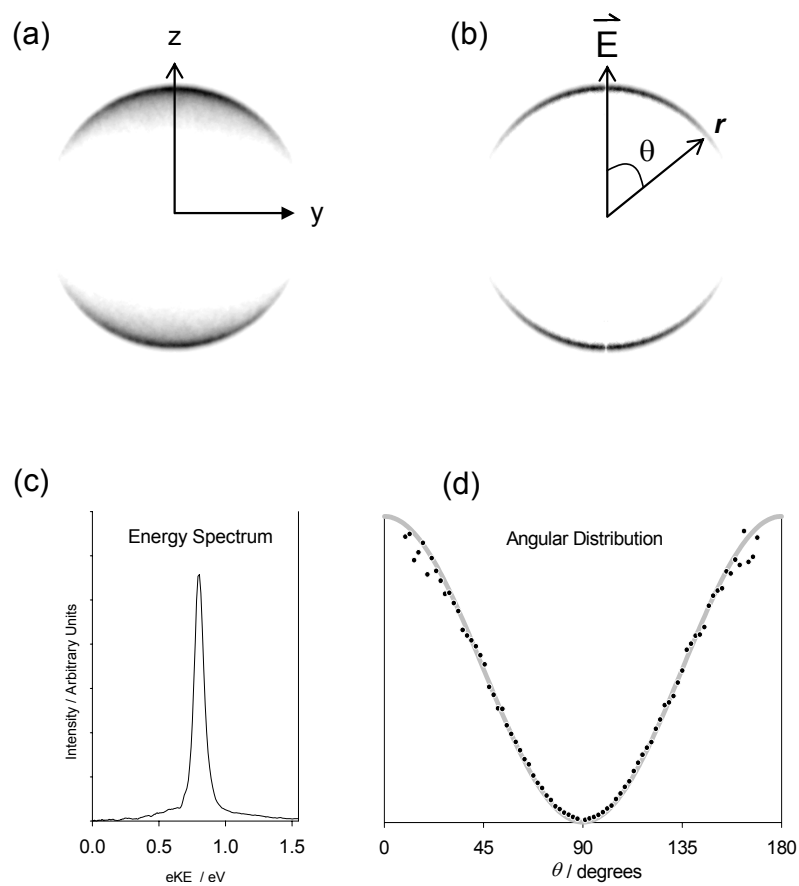 (a)
z
y
(b)
E
r
θ
(c)
Energy Spectrum
Intensity / Arbitrary Units
0.0 0.5 1.0 1.5
eKE / eV
(d)
Angular Distribution
0 45 90 135 180
θ / degrees